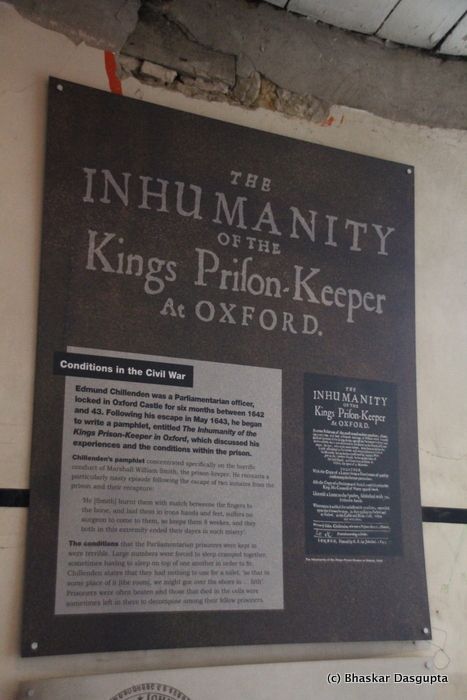 THE
INHUMANITY
OF THE
Kings Priſon-Keeper
At OXFORD.
Conditions in the Civil War
Edmund Chillenden was a Parliamentarian officer,
locked in Oxford Castle for six months between 1642
and 43. Following his escape in May 1643, he began
to write a pamphlet, entitled The Inhumanity of the
Kings Prison-Keeper in Oxford, which discussed his
experiences and the conditions within the prison.
Chillenden's pamphlet concentrated specifically on the horrific
conduct of Marshall William Smith, the prison keeper. He recounts a
particularly nasty episode following the escape of two inmates from the
prison and their recapture:
'He [Smith] burnt them with match betweene the fingers to
the bone, and laid them in irons hands and feet, suffers no
surgeon to come to them, so keepe them 8 weekes, and they
both in this extremity ended their dayes in such misery'.
The conditions that the Parliamentarian prisoners were kept in
were terrible. Large numbers were forced to sleep cramped together,
sometimes having to sleep on top of one another in order to fit.
Chillenden states that they had nothing to use for a toilet, 'so that in
some place of it [the room], we might goe over the shoes in ... filth'.
Prisoners were often beaten and those that died in the cells were
sometimes left there to decompose among their fellow prisoners.
THE
INHUMANITY
OF THE
Kings Priſon-Keeper
At OXFORD.
(c) Bhaskar Dasgupta